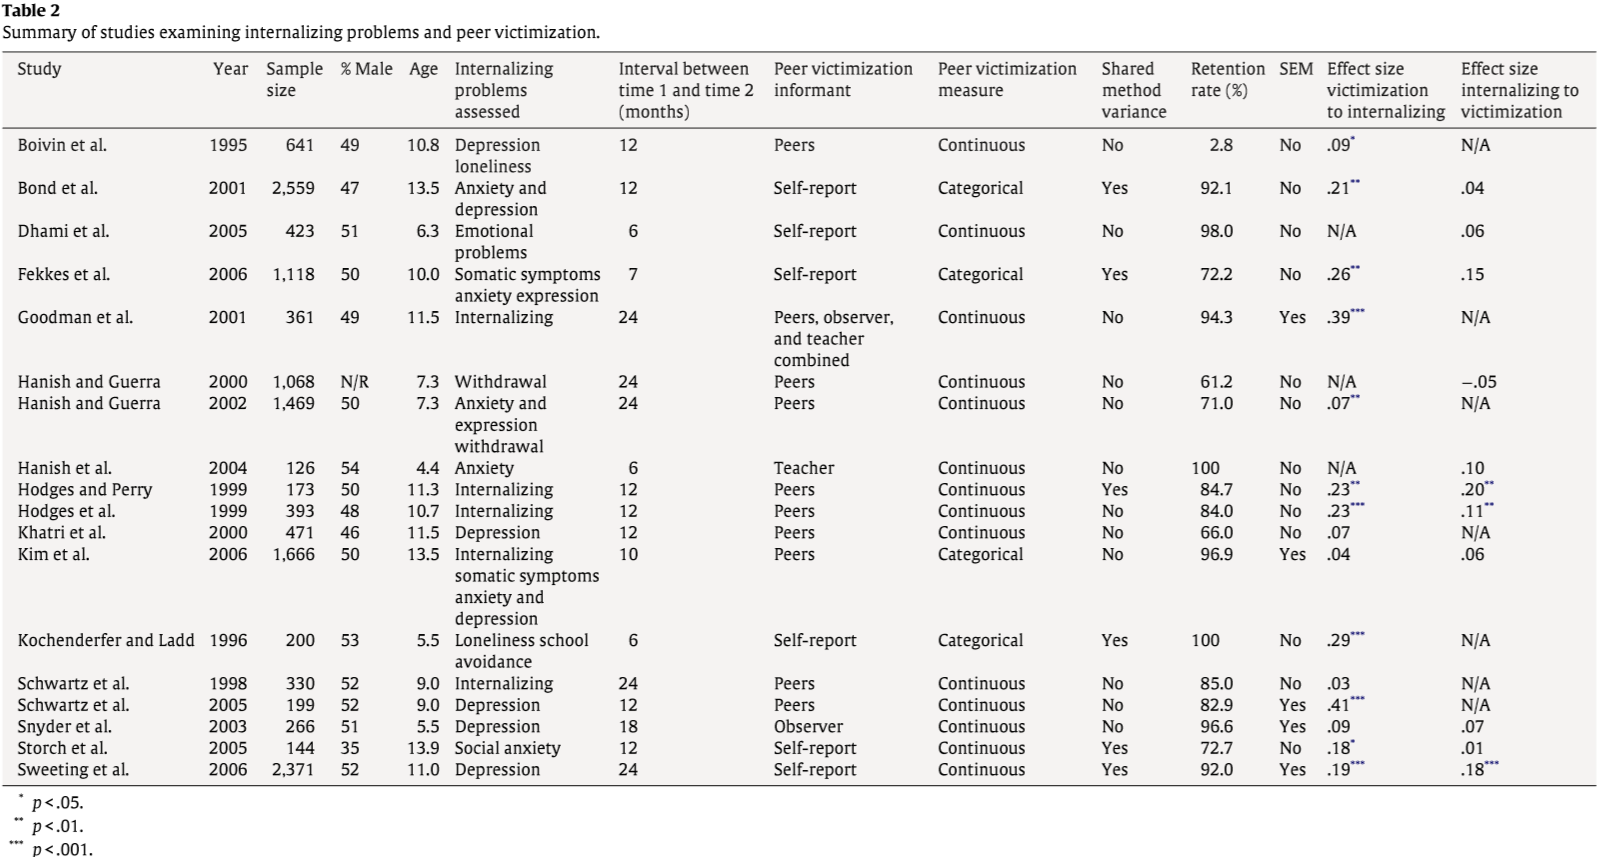 Table 2
Summary of studies examining internalizing problems and peer victimization.
Study Year Sample % Male Age Internalizing Interval between Peer victimization Peer victimization Shared Retention SEM Effect size Effect size
size problems time 1 and time 2 informant measure method rate (%) victimization internalizing to
assessed (months) variance to internalizing victimization
Boivin et al. 1995 641 49 10.8 Depression 12 Peers Continuous No 2.8 No .09* N/A
loneliness
Bond et al. 2001 2,559 47 13.5 Anxiety and 12 Self-report Categorical Yes 92.1 No .21** .04
depression
Dhami et al. 2005 423 51 6.3 Emotional 6 Self-report Continuous No 98.0 No N/A .06
problems
Fekkes et al. 2006 1,118 50 10.0 Somatic symptoms 7 Self-report Categorical Yes 72.2 No .26** .15
anxiety expression
Goodman et al. 2001 361 49 11.5 Internalizing 24 Peers, observer, Continuous No 94.3 Yes .39*** N/A
and teacher
combined
Hanish and Guerra 2000 1,068 N/R 7.3 Withdrawal 24 Peers Continuous No 61.2 No N/A −.05
Hanish and Guerra 2002 1,469 50 7.3 Anxiety and 24 Peers Continuous No 71.0 No .07** N/A
expression
withdrawal
Hanish et al. 2004 126 54 4.4 Anxiety 6 Teacher Continuous No 100 No N/A .10
Hodges and Perry 1999 173 50 11.3 Internalizing 12 Peers Continuous Yes 84.7 No .23** .20**
Hodges et al. 1999 393 48 10.7 Internalizing 12 Peers Continuous No 84.0 No .23*** .11**
Khatri et al. 2000 471 46 11.5 Depression 12 Peers Continuous No 66.0 No .07 N/A
Kim et al. 2006 1,666 50 13.5 Internalizing 10 Peers Categorical No 96.9 Yes .04 .06
somatic symptoms
anxiety and
depression
Kochenderfer and Ladd 1996 200 53 5.5 Loneliness school 6 Self-report Categorical Yes 100 No .29*** N/A
avoidance
Schwartz et al. 1998 330 52 9.0 Internalizing 24 Peers Continuous No 85.0 No .03 N/A
Schwartz et al. 2005 199 52 9.0 Depression 12 Peers Continuous No 82.9 Yes .41*** N/A
Snyder et al. 2003 266 51 5.5 Depression 18 Observer Continuous No 96.6 Yes .09 .07
Storch et al. 2005 144 35 13.9 Social anxiety 12 Self-report Continuous Yes 72.7 No .18* .01
Sweeting et al. 2006 2,371 52 11.0 Depression 24 Self-report Continuous Yes 92.0 Yes .19*** .18***
* p < .05.
** p < .01.
*** p < .001.